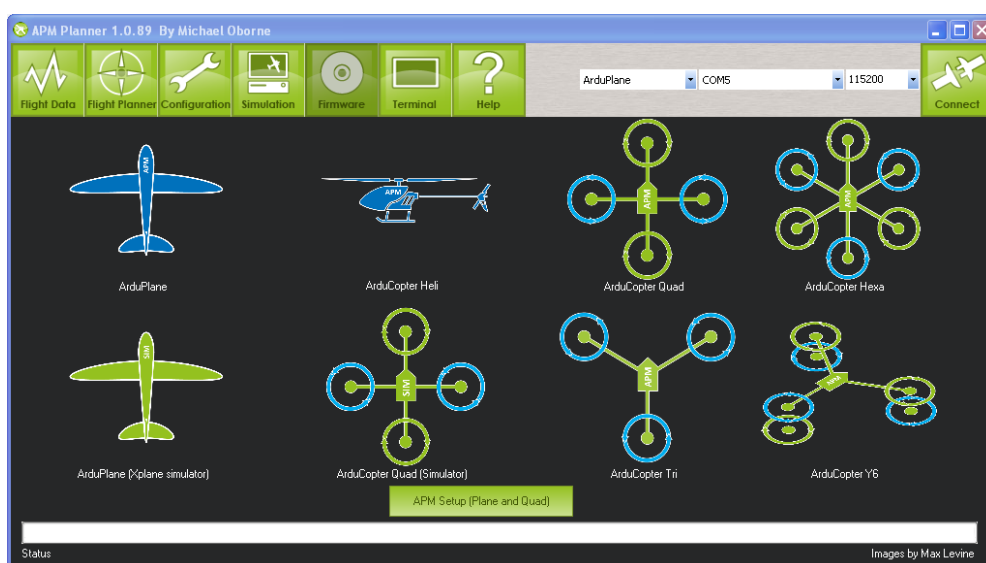 APM Planner 1.0.89 By Michael Oborne
Flight Data
Flight Planner
Configuration
Simulation
Firmware
Terminal
Help
ArduPlane
COM5
115200
Connect
APM
APM
APM
APM
ArduPlane
ArduCopter Heli
ArduCopter Quad
ArduCopter Hexa
SIM
SIM
APM
APM
ArduPlane (Xplane simulator)
ArduCopter Quad (Simulator)
ArduCopter Tri
ArduCopter Y6
APM Setup (Plane and Quad)
Status
Images by Max Levine